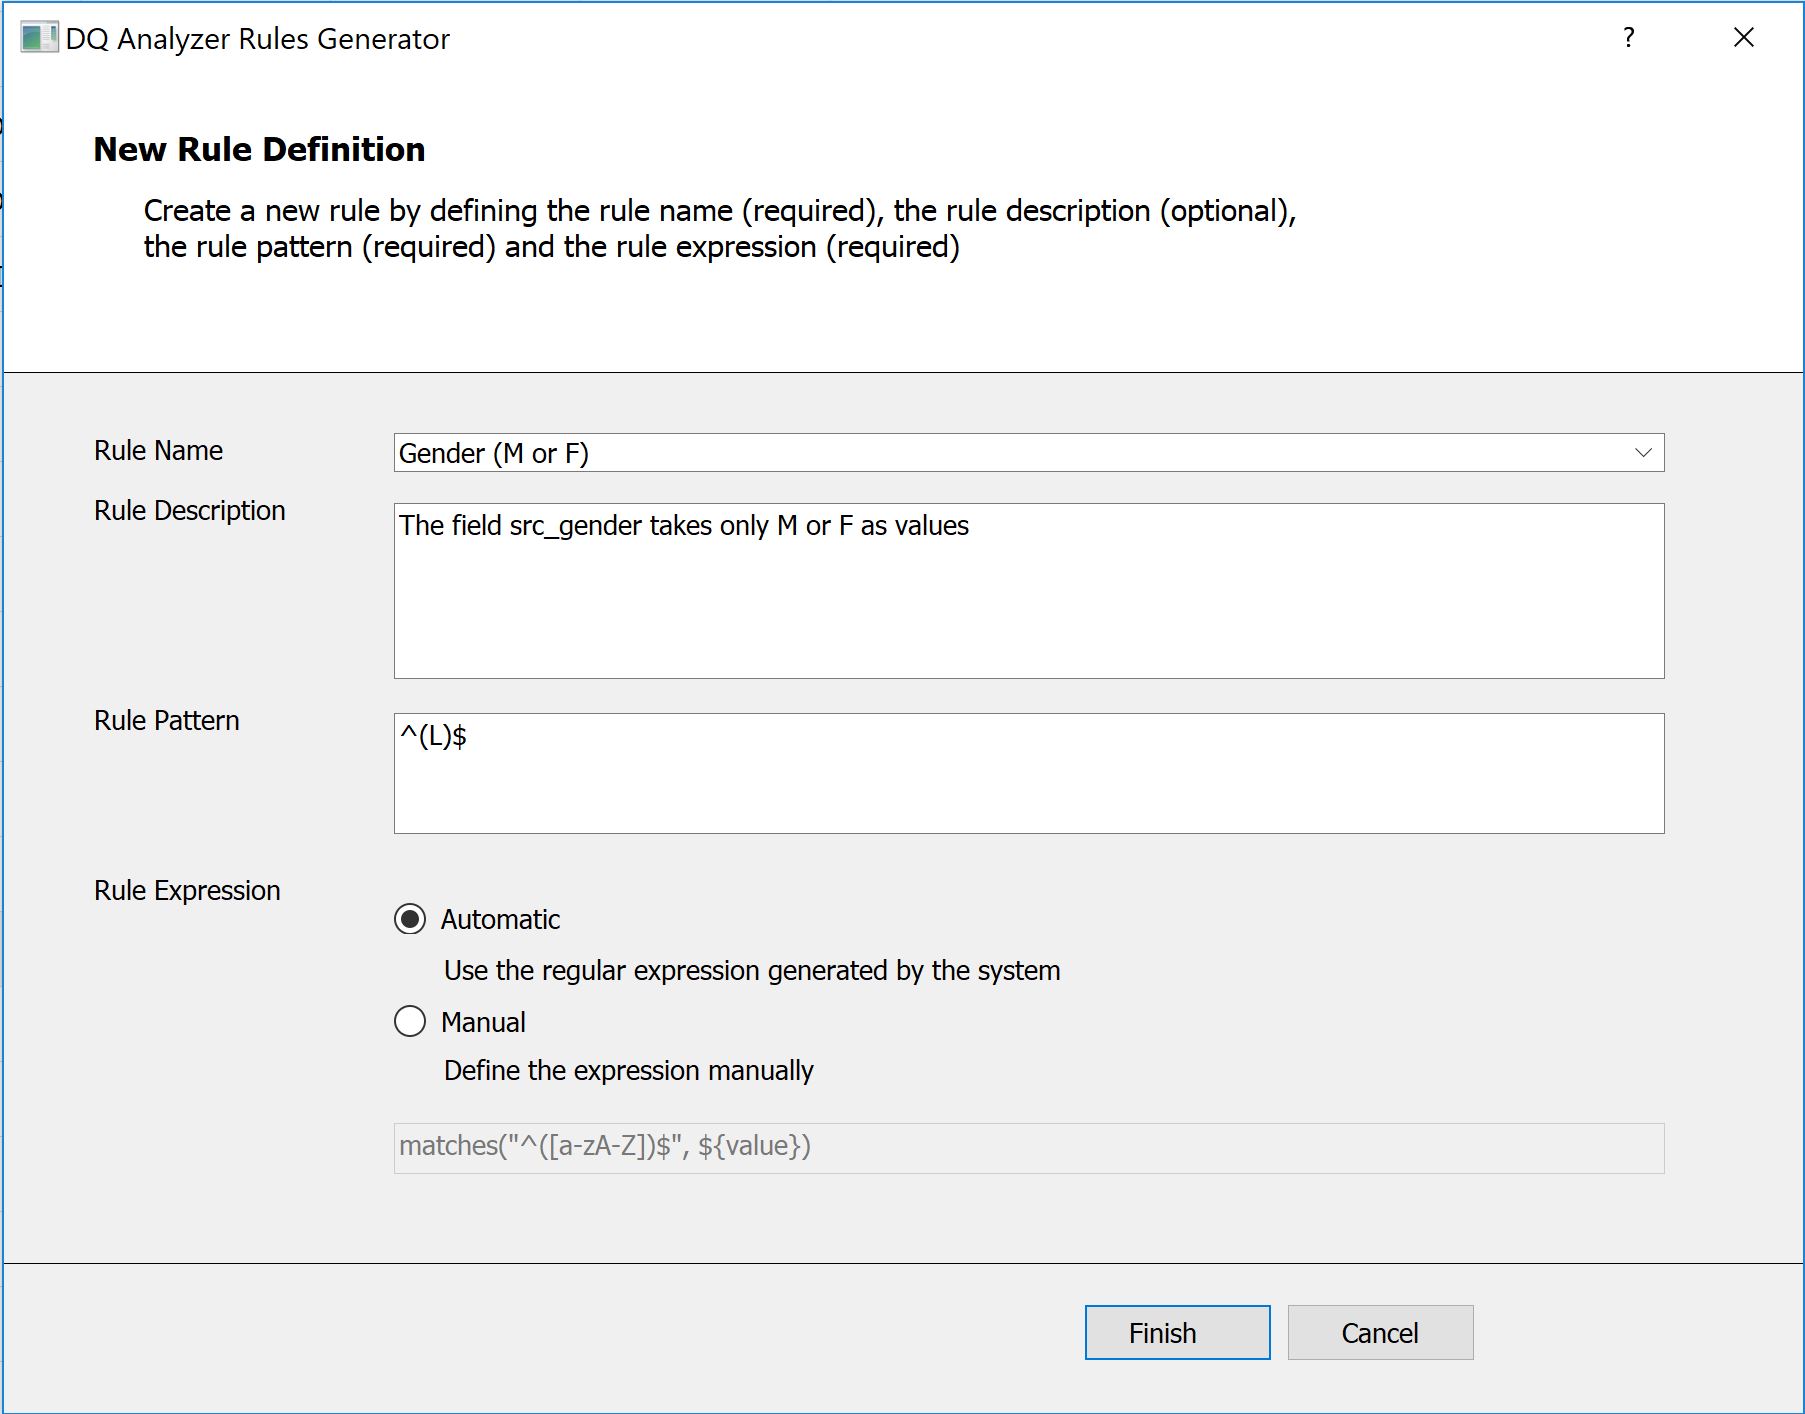 DQ Analyzer Rules Generator
?
New Rule Definition
Create a new rule by defining the rule name (required), the rule description (optional),
the rule pattern (required) and the rule expression (required)
Rule Name
Gender (M or F)
Rule Description
The field src_gender takes only M or F as values
Rule Pattern
^(L)$
Rule Expression
Automatic
Use the regular expression generated by the system
Manual
Define the expression manually
matches("^([a-zA-Z])$", ${value})
Finish
Cancel